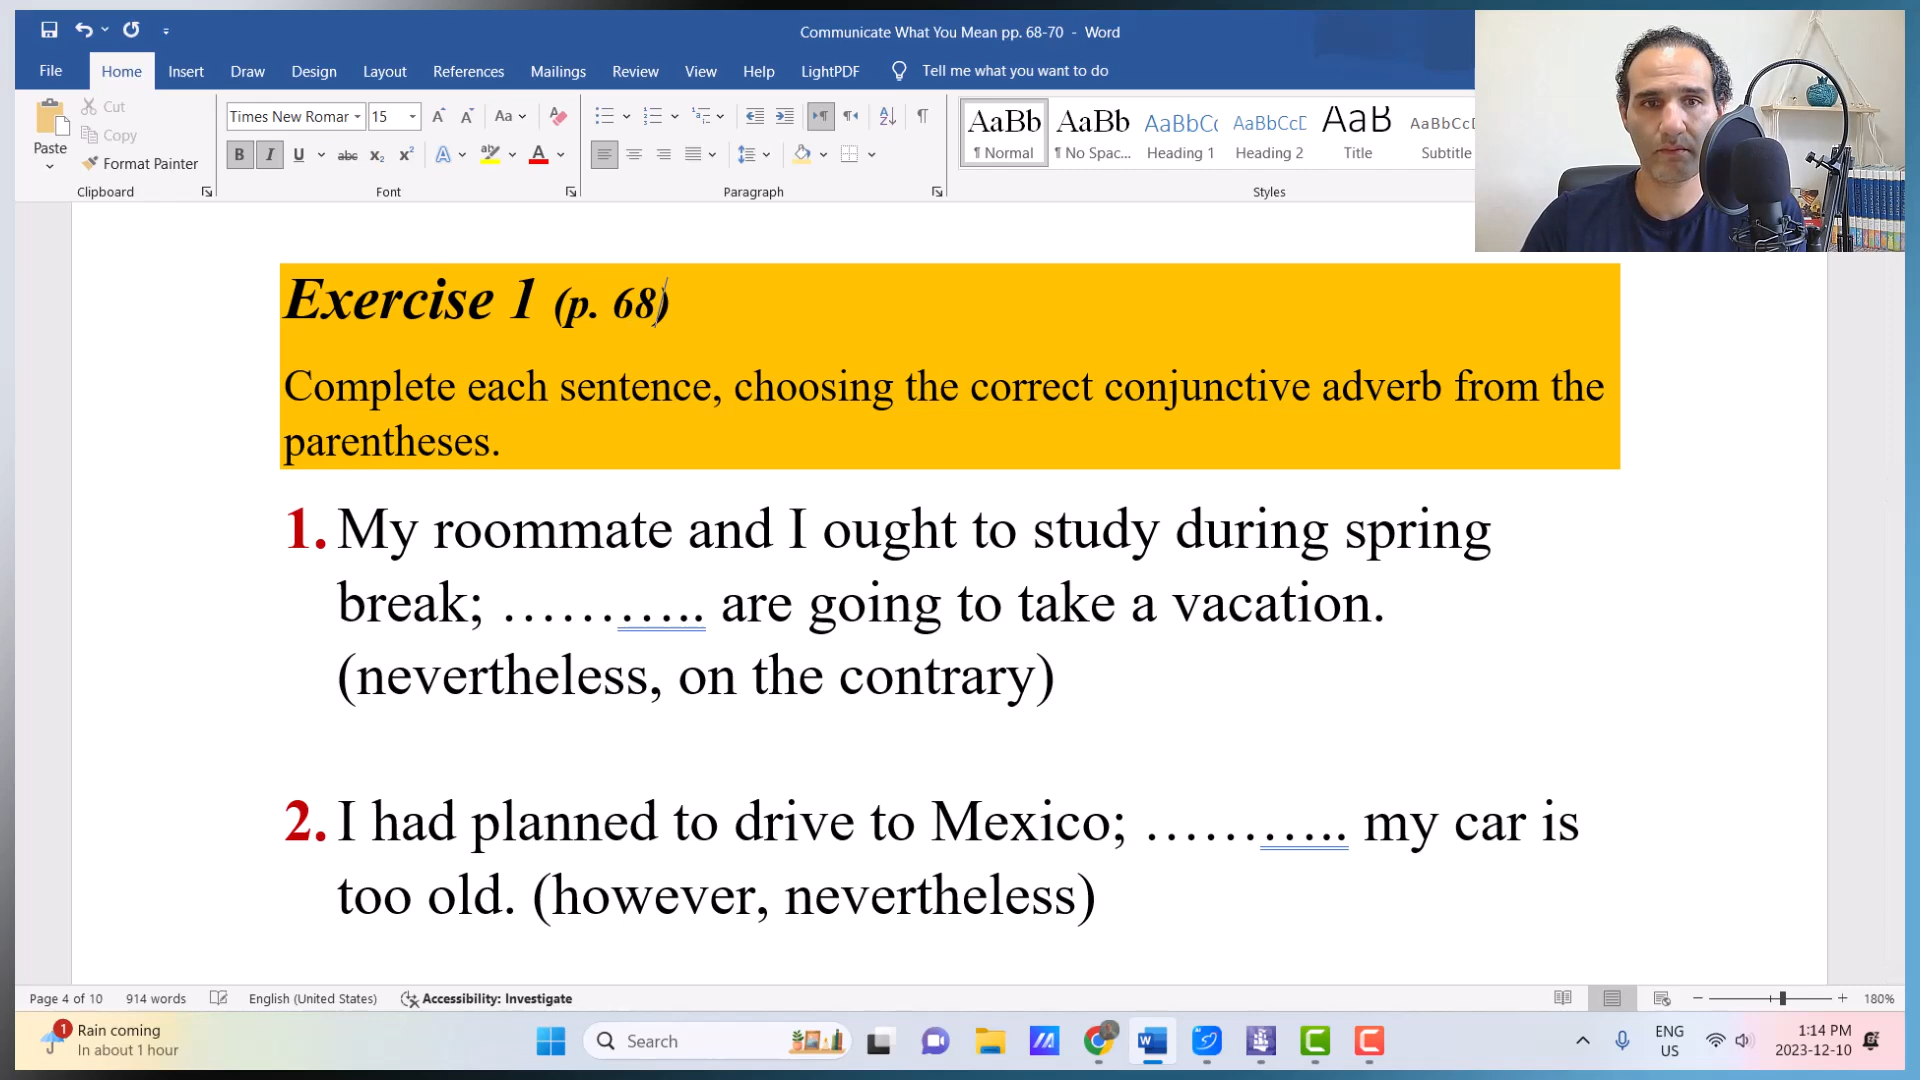 Communicate What You Mean pp. 68-70 - Word
File Home Insert Draw Design Layout References Mailings Review View Help LightPDF Tell me what you want to do
Paste
Cut
Copy
Format Painter
Clipboard
Times New Romar 15
Aa
B I U abc x₂ x² A A
Font
Paragraph
AaBb AaBb AaBbC AaBbCcD AaB AaBbCcD
¶ Normal ¶ No Spac... Heading 1 Heading 2 Title Subtitle
Styles
Exercise 1 (p. 68)
Complete each sentence, choosing the correct conjunctive adverb from the
parentheses.
1. My roommate and I ought to study during spring
break; ……….. are going to take a vacation.
(nevertheless, on the contrary)
2. I had planned to drive to Mexico; ……….. my car is
too old. (however, nevertheless)
Page 4 of 10 914 words English (United States) Accessibility: Investigate 180%
1 Rain coming
In about 1 hour
Search
ENG
US
1:14 PM
2023-12-10